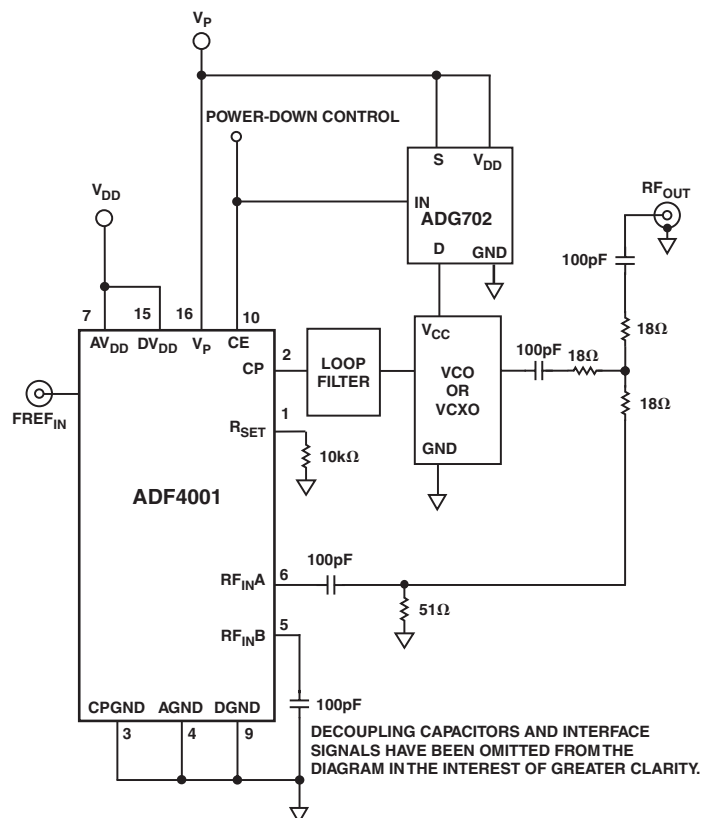 VP
POWER-DOWN CONTROL
S VDD
RFOUT
VDD
IN
ADG702
100pF
D GND
7 15 16 10
18Ω
AVDD DVDD VP CE
VCC
2
LOOP
FILTER
100pF
18Ω
CP
VCO
OR
VCXO
18Ω
FREFIN
1
RSET
GND
10kΩ
ADF4001
100pF
RFINA 6
51Ω
5
RFINB
100pF
CPGND AGND DGND
3 4 9
DECOUPLING CAPACITORS AND INTERFACE
SIGNALS HAVE BEEN OMITTED FROM THE
DIAGRAM IN THE INTEREST OF GREATER CLARITY.